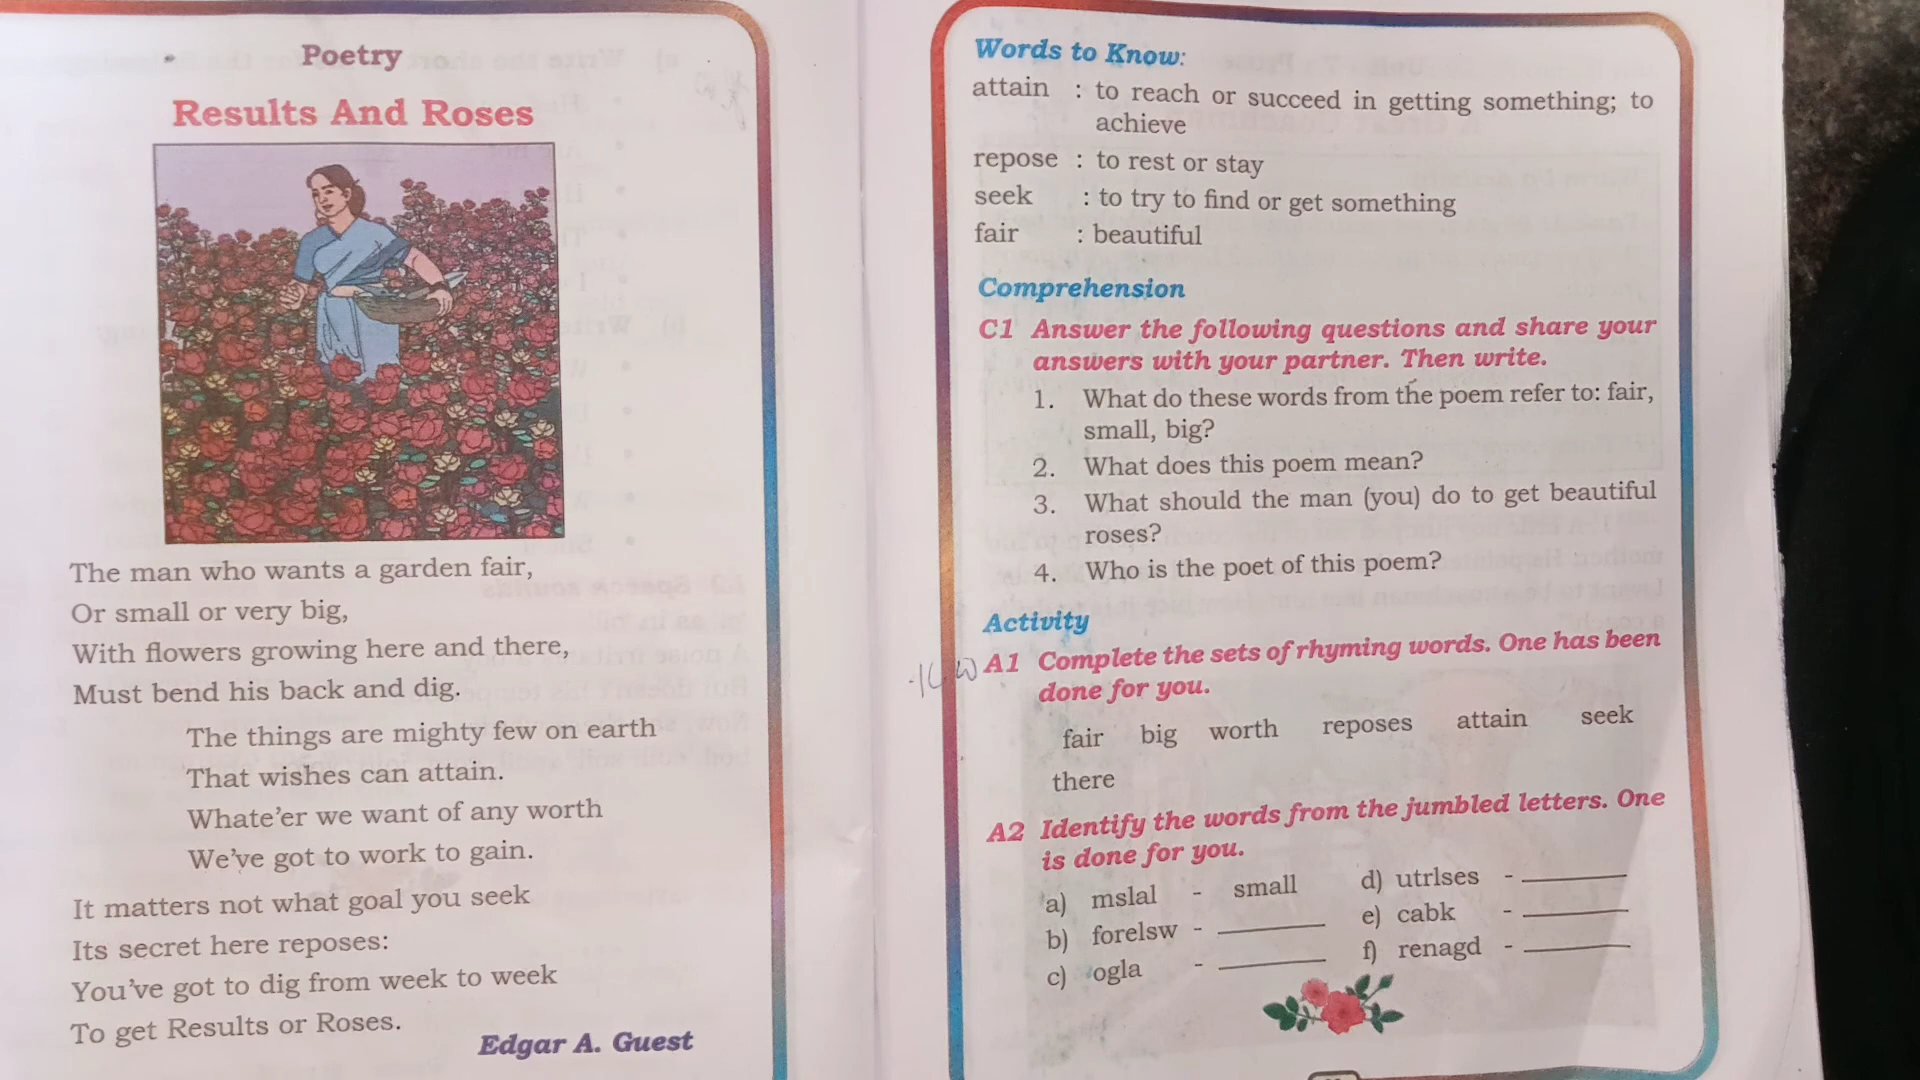 Poetry
Results And Roses
The man who wants a garden fair,
Or small or very big,
With flowers growing here and there,
Must bend his back and dig.
The things are mighty few on earth
That wishes can attain.
Whate'er we want of any worth
We've got to work to gain.
It matters not what goal you seek
Its secret here reposes:
You've got to dig from week to week
To get Results or Roses.
Edgar A. Guest
Words to Know:
attain : to reach or succeed in getting something; to
achieve
repose : to rest or stay
seek : to try to find or get something
fair : beautiful
Comprehension
C1 Answer the following questions and share your
answers with your partner. Then write.
1. What do these words from the poem refer to: fair,
small, big?
2. What does this poem mean?
3. What should the man (you) do to get beautiful
roses?
4. Who is the poet of this poem?
Activity
A1 Complete the sets of rhyming words. One has been
done for you.
fair big worth reposes attain seek
there
A2 Identify the words from the jumbled letters. One
is done for you.
a) mslal - small d) utrlses - ________
b) forelsw - ________ e) cabk - ________
c) ogla - ________ f) renagd - ________